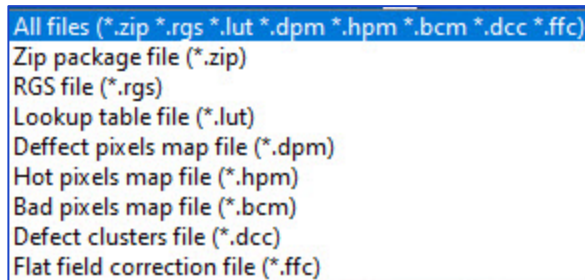 All files (*.zip *.rgs *.lut *.dpm *.hpm *.bcm *.dcc *.ffc)
Zip package file (*.zip)
RGS file (*.rgs)
Lookup table file (*.lut)
Deffect pixels map file (*.dpm)
Hot pixels map file (*.hpm)
Bad pixels map file (*.bcm)
Defect clusters file (*.dcc)
Flat field correction file (*.ffc)